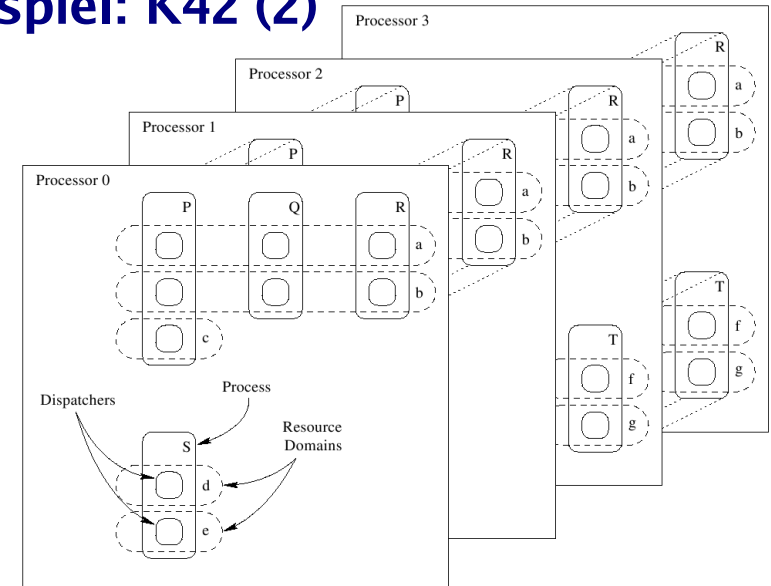 spiel: K42 (2)
Processor 3
R
a
b
T
f
g
Processor 2
P
R
a
b
T
f
g
Processor 1
P
R
a
b
Processor 0
P
Q
R
a
b
c
Dispatchers
Process
Resource
Domains
S
d
e